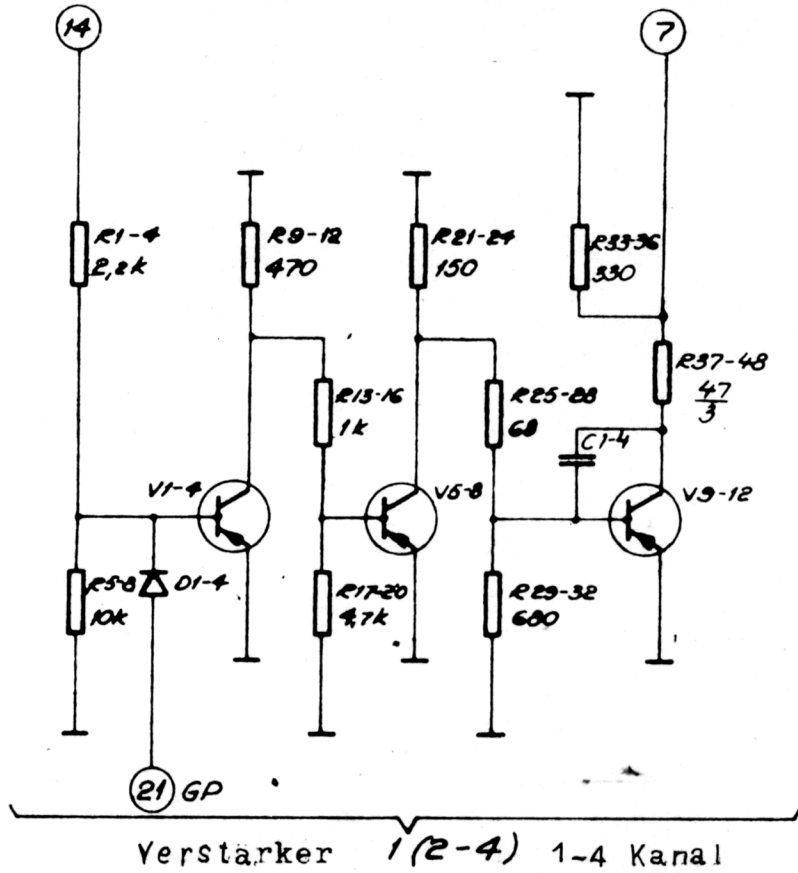 14
7
R1-4
2,2k
R9-12
470
R21-24
150
R33-36
330
R13-16
1k
R25-28
68
R37-48
47
3
C1-4
V1-4
V5-8
V9-12
R5-8
10k
D1-4
R17-20
4,7k
R29-32
680
21 GP
Verstärker 1(2-4) 1-4 Kanal